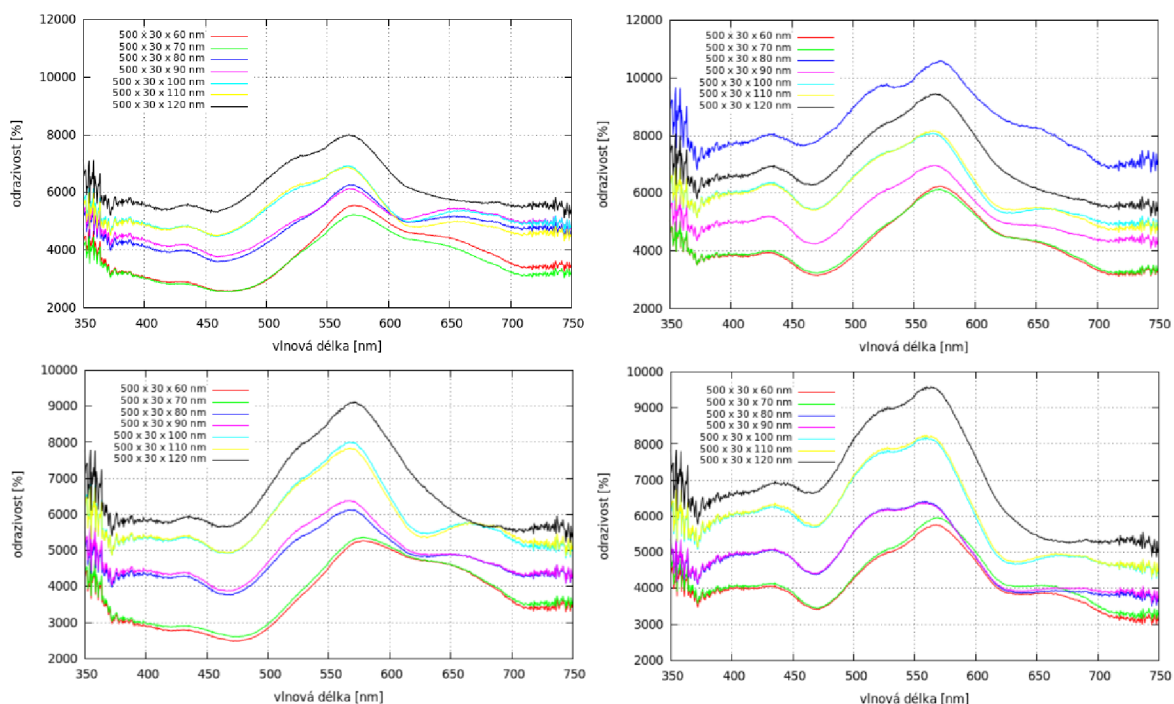 12000
10000
8000
6000
4000
2000
odrazivost [%]
500 x 30 x 60 nm
500 x 30 x 70 nm
500 x 30 x 80 nm
500 x 30 x 90 nm
500 x 30 x 100 nm
500 x 30 x 110 nm
500 x 30 x 120 nm
350 400 450 500 550 600 650 700 750
vlnová délka [nm]
12000
10000
8000
6000
4000
2000
odrazivost [%]
500 x 30 x 60 nm
500 x 30 x 70 nm
500 x 30 x 80 nm
500 x 30 x 90 nm
500 x 30 x 100 nm
500 x 30 x 110 nm
500 x 30 x 120 nm
350 400 450 500 550 600 650 700 750
vlnová délka [nm]
10000
9000
8000
7000
6000
5000
4000
3000
2000
odrazivost [%]
500 x 30 x 60 nm
500 x 30 x 70 nm
500 x 30 x 80 nm
500 x 30 x 90 nm
500 x 30 x 100 nm
500 x 30 x 110 nm
500 x 30 x 120 nm
350 400 450 500 550 600 650 700 750
vlnová délka [nm]
10000
9000
8000
7000
6000
5000
4000
3000
2000
odrazivost [%]
500 x 30 x 60 nm
500 x 30 x 70 nm
500 x 30 x 80 nm
500 x 30 x 90 nm
500 x 30 x 100 nm
500 x 30 x 110 nm
500 x 30 x 120 nm
350 400 450 500 550 600 650 700 750
vlnová délka [nm]